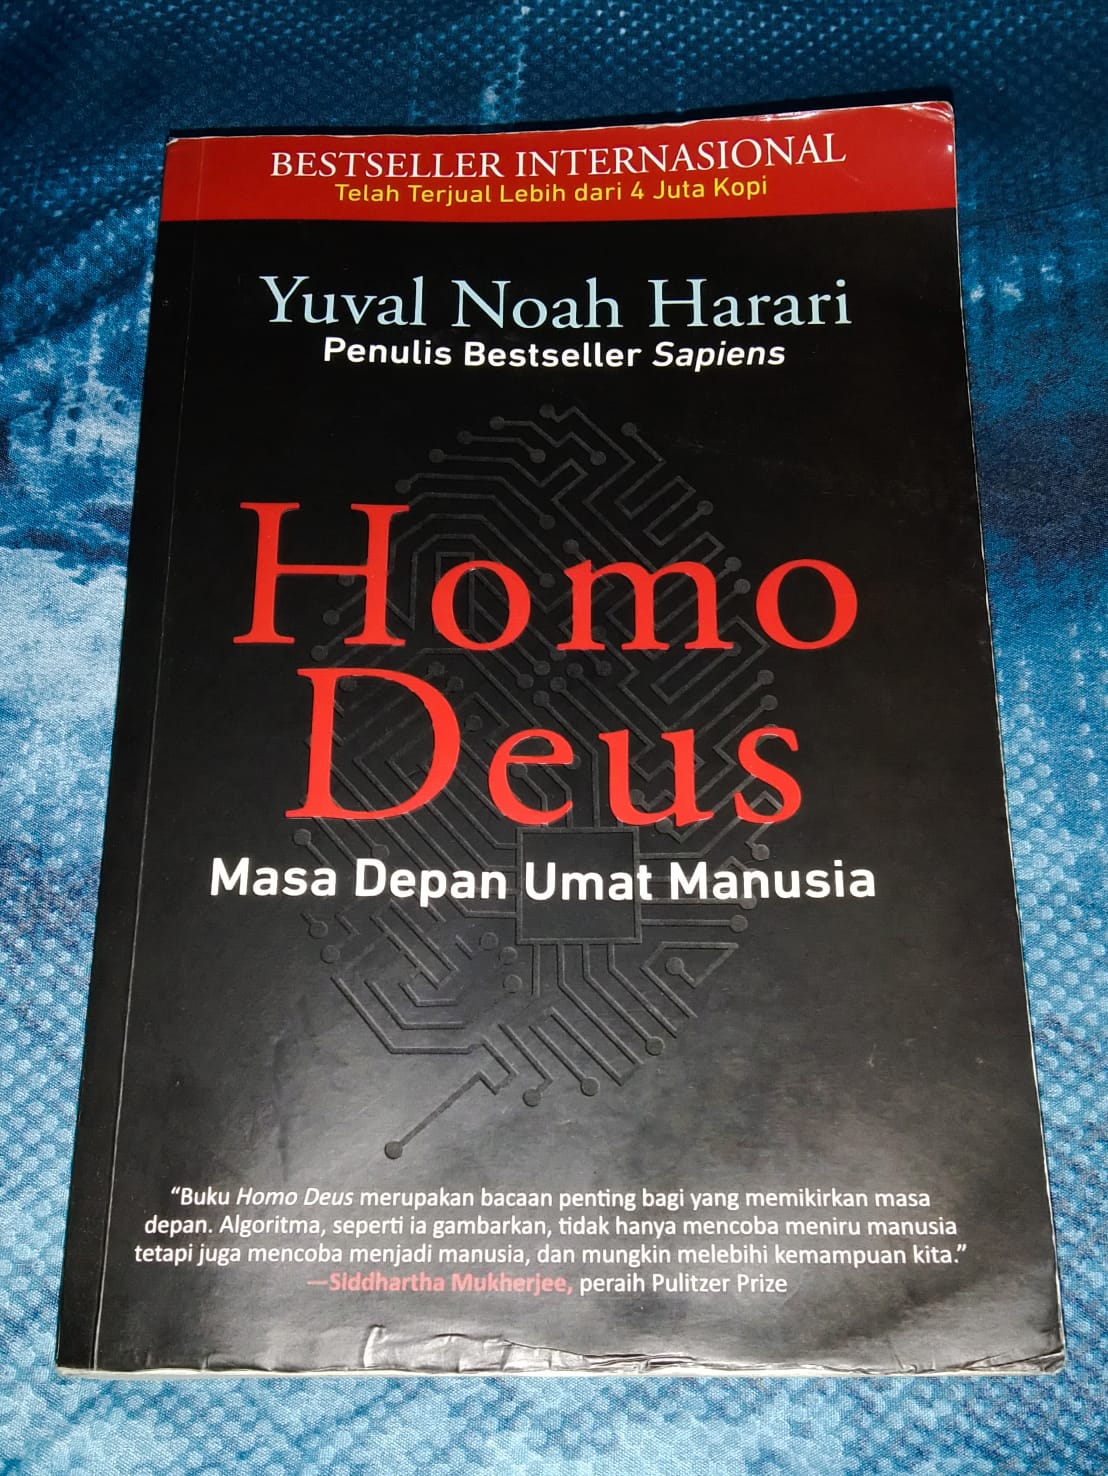 BESTSELLER INTERNASIONAL
Telah Terjual Lebih dari 4 Juta Kopi
Yuval Noah Harari
Penulis Bestseller Sapiens
Homo
Deus
Masa Depan Umat Manusia
“Buku Homo Deus merupakan bacaan penting bagi yang memikirkan masa
depan. Algoritma, seperti ia gambarkan, tidak hanya mencoba meniru manusia
tetapi juga mencoba menjadi manusia, dan mungkin melebihi kemampuan kita.”
—Siddhartha Mukherjee, peraih Pulitzer Prize